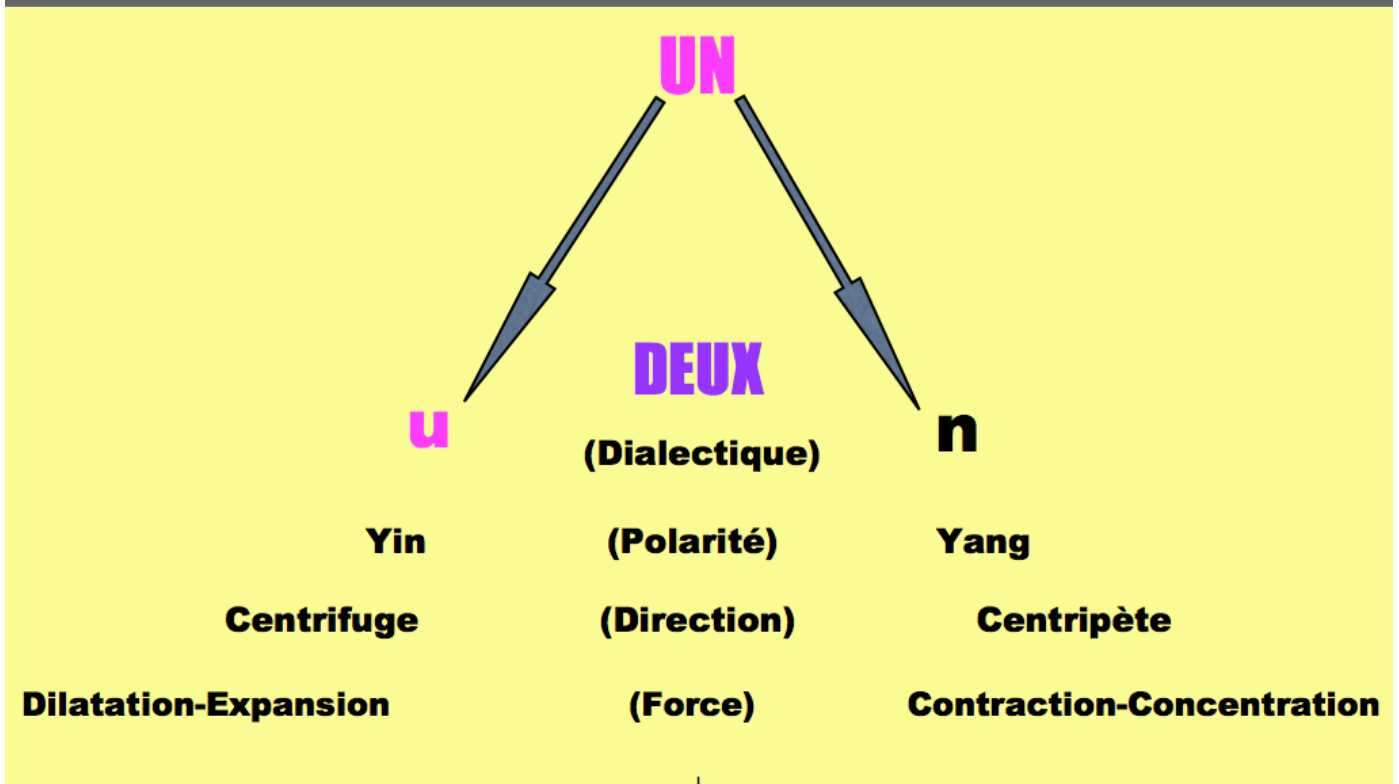 UN
DEUX
u n
(Dialectique)
Yin (Polarité) Yang
Centrifuge (Direction) Centripète
Dilatation-Expansion (Force) Contraction-Concentration